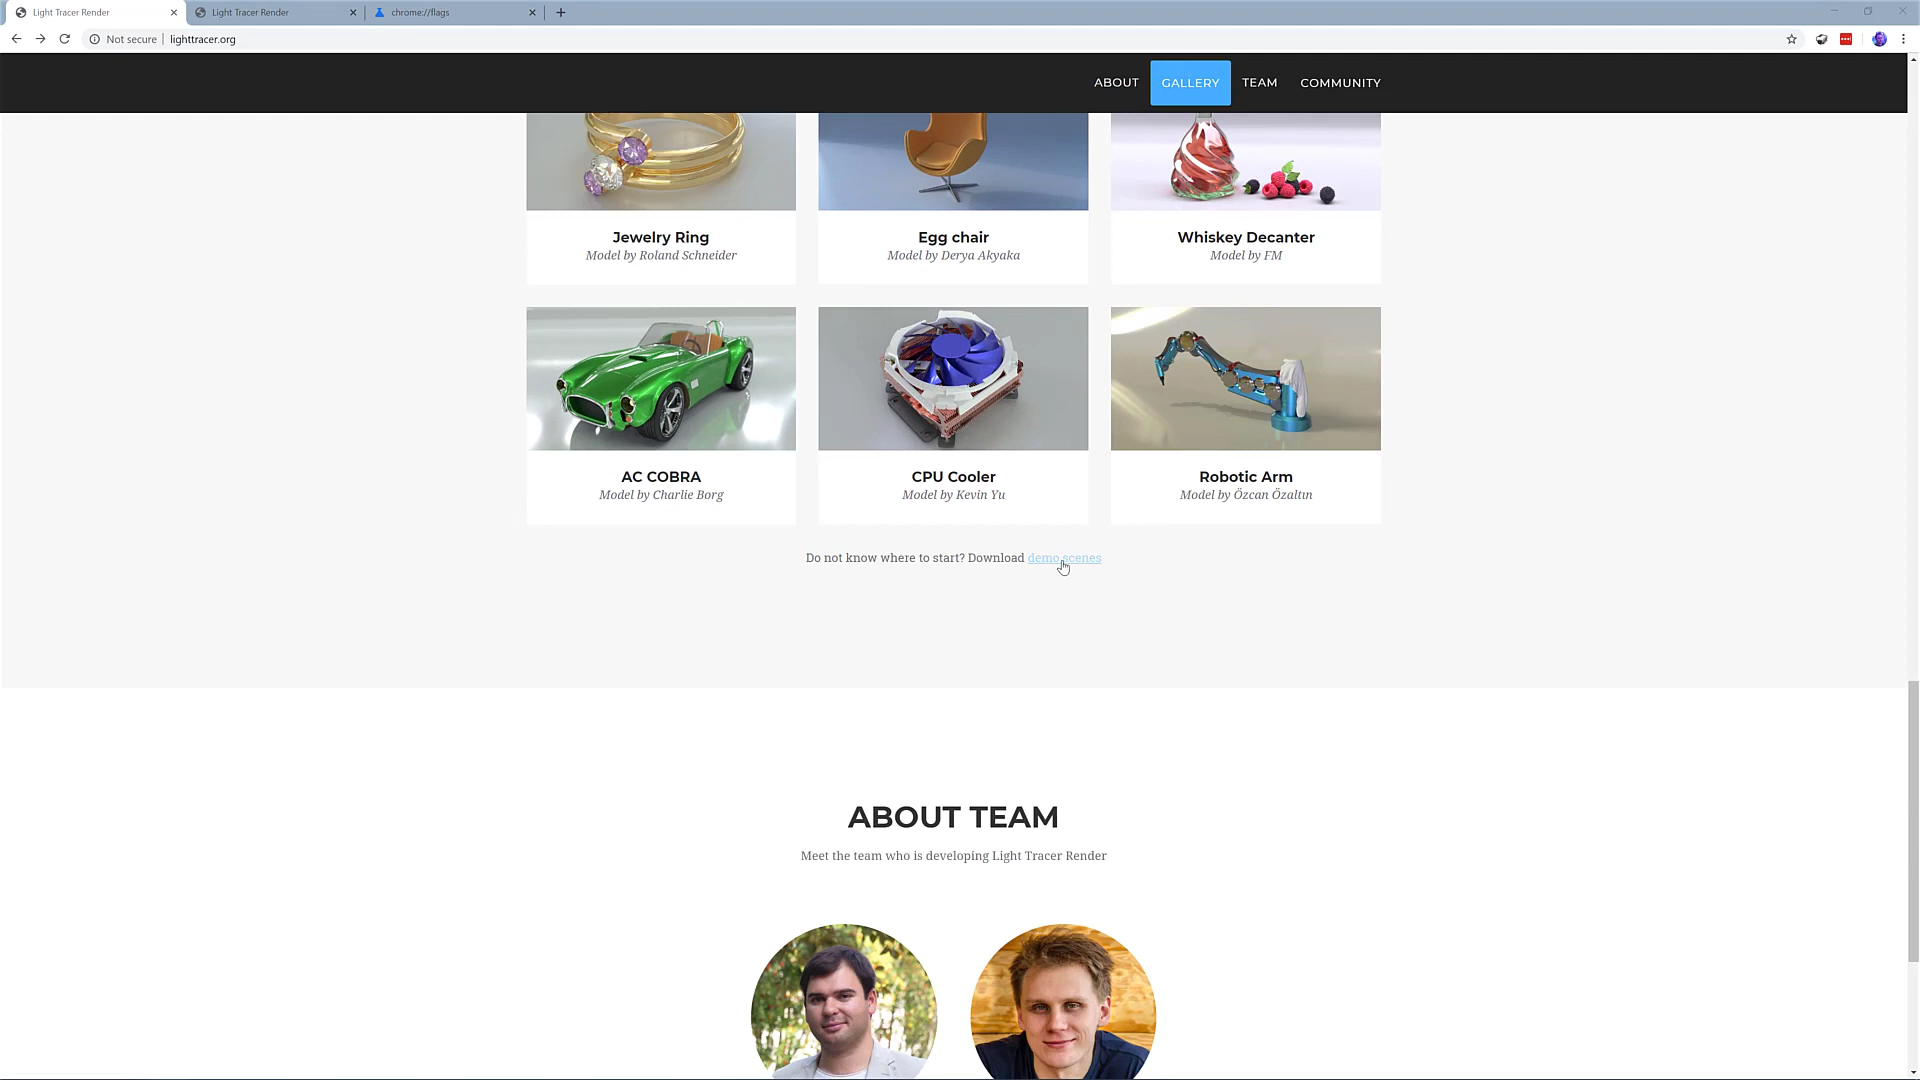 Light Tracer Render
Light Tracer Render
chrome://flags
Not secure
lighttracer.org
ABOUT
GALLERY
TEAM
COMMUNITY
Jewelry Ring
Model by Roland Schneider
Egg chair
Model by Derya Akyaka
Whiskey Decanter
Model by FM
AC COBRA
Model by Charlie Borg
CPU Cooler
Model by Kevin Yu
Robotic Arm
Model by Özcan Özaltın
Do not know where to start? Download demo scenes
ABOUT TEAM
Meet the team who is developing Light Tracer Render